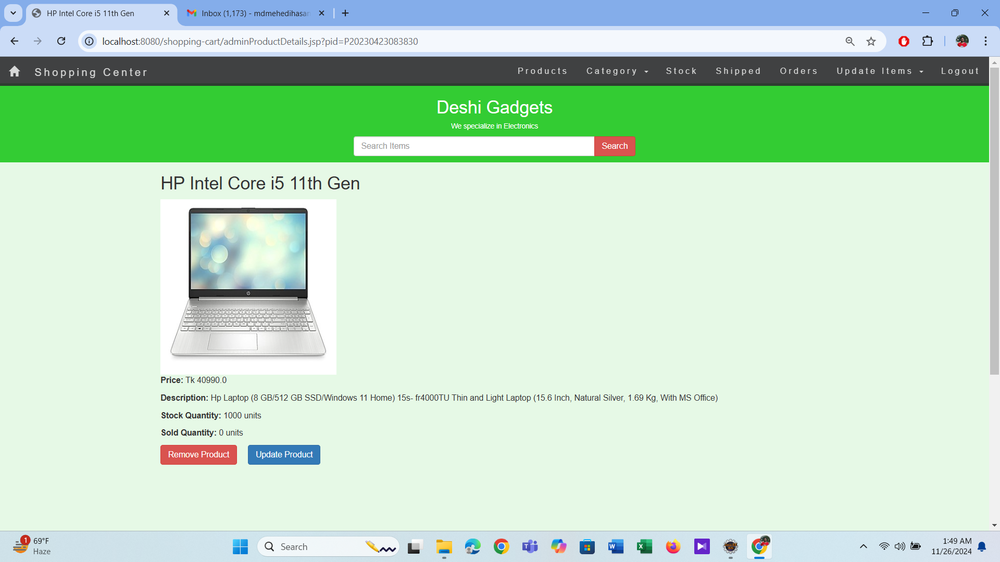 HP Intel Core i5 11th Gen
Inbox (1,173) - mdmehedihasan
localhost:8080/shopping-cart/adminProductDetails.jsp?pid=P20230423083830
Shopping Center
Products Category Stock Shipped Orders Update Items Logout
Deshi Gadgets
We specialize in Electronics
Search Items
Search
HP Intel Core i5 11th Gen
Price: Tk 40990.0
Description: Hp Laptop (8 GB/512 GB SSD/Windows 11 Home) 15s- fr4000TU Thin and Light Laptop (15.6 Inch, Natural Silver, 1.69 Kg, With MS Office)
Stock Quantity: 1000 units
Sold Quantity: 0 units
Remove Product
Update Product
1
69°F
Haze
Search
1:49 AM
11/26/2024